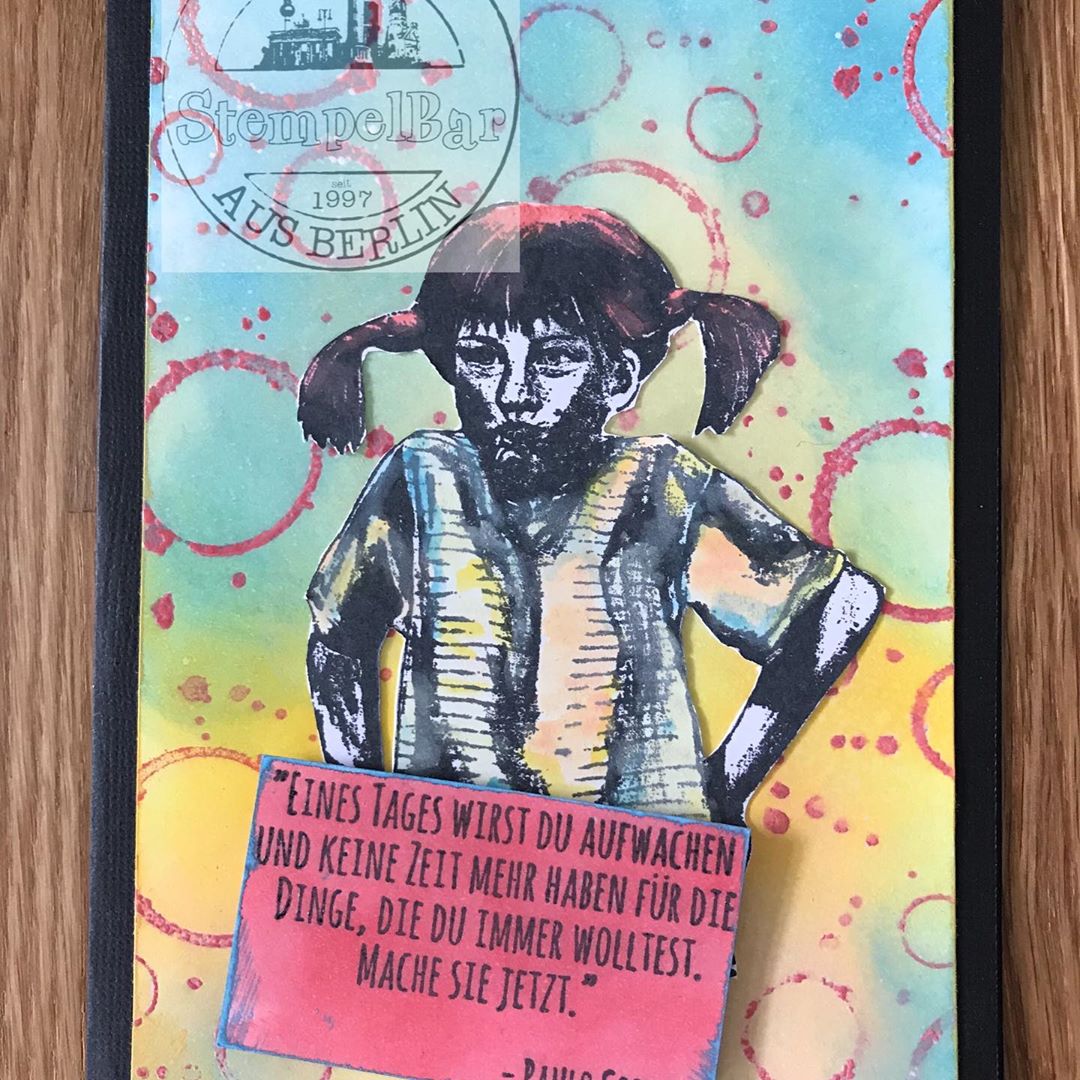 StempelBar
seit
1997
AUS BERLIN
"EINES TAGES WIRST DU AUFWACHEN
UND KEINE ZEIT MEHR HABEN FÜR DIE
DINGE, DIE DU IMMER WOLLTEST.
MACHE SIE JETZT."
- PAULO